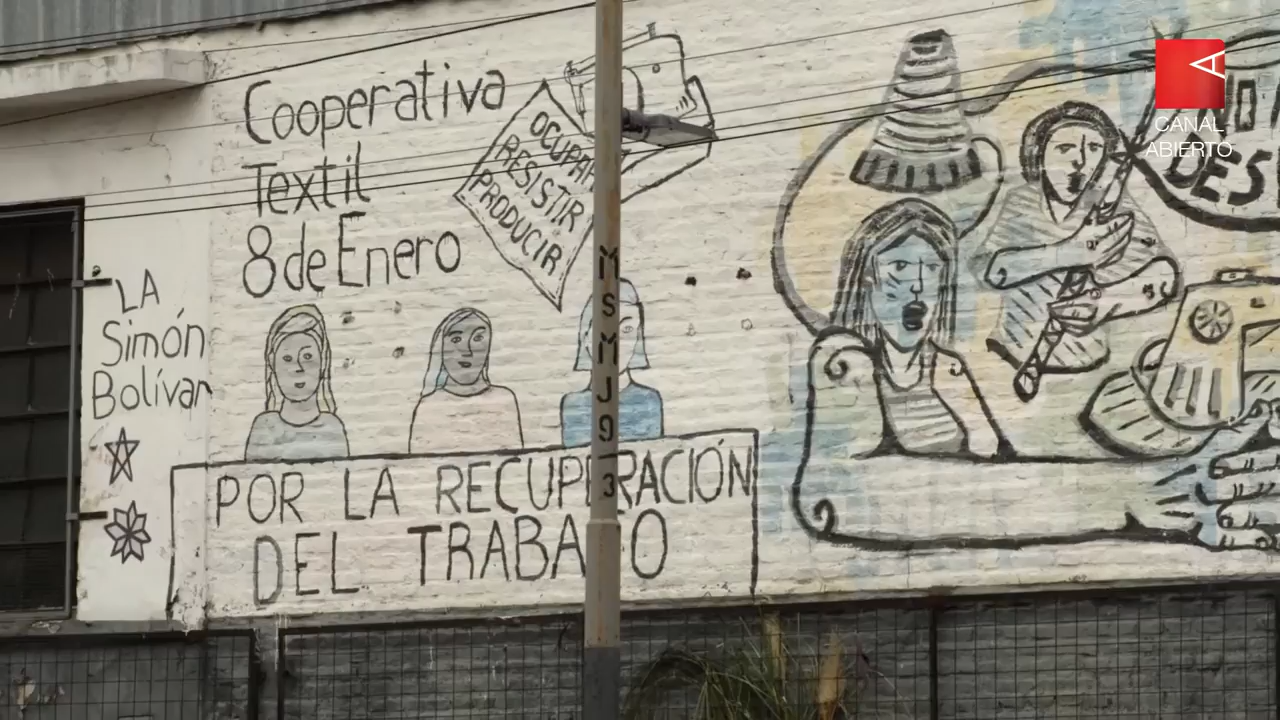 Cooperativa
Textil
8 de Enero
OCUPAR
RESISTIR
PRODUCIR
LA
Simón
Bolívar
POR LA RECUPERACIÓN
DEL TRABAJO
MSMJ93
CANAL
ABIERTO